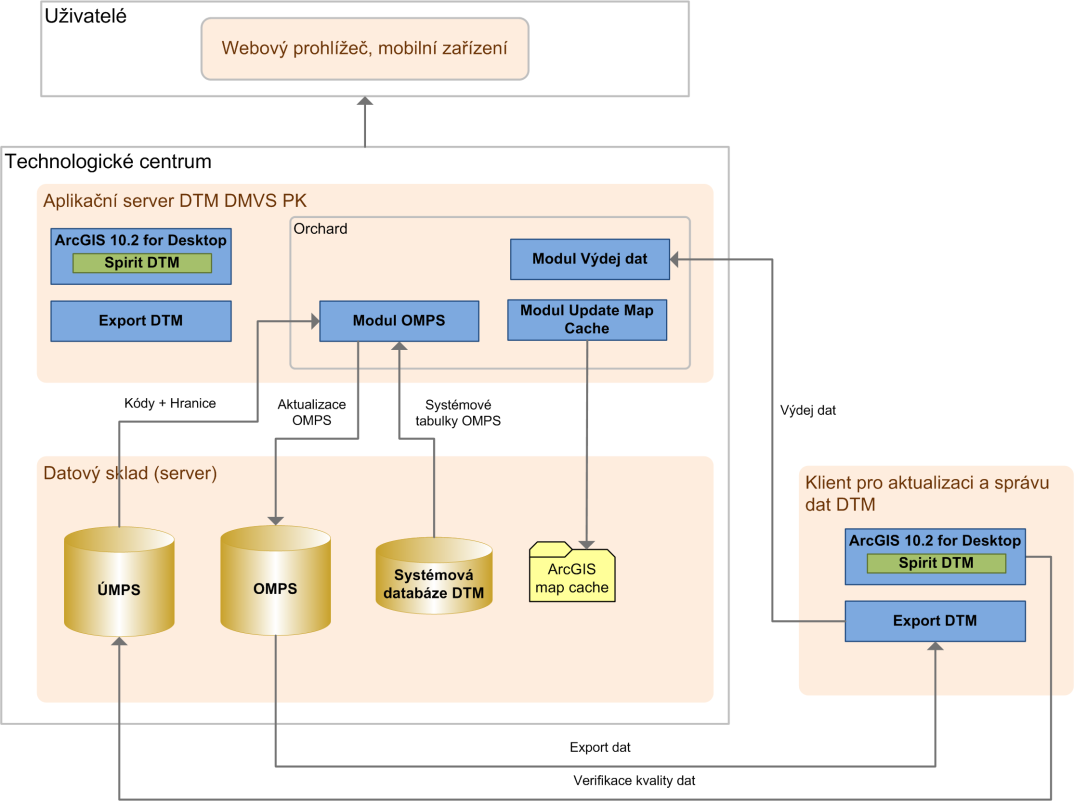 Uživatelé
Webový prohlížeč, mobilní zařízení
Technologické centrum
Aplikační server DTM DMVS PK
Orchard
ArcGIS 10.2 for Desktop
Spirit DTM
Modul Výdej dat
Export DTM
Modul OMPS
Modul Update Map
Cache
Kódy + Hranice
Aktualizace
OMPS
Systémové
tabulky OMPS
Výdej dat
Datový sklad (server)
ÚMPS
OMPS
Systémová
databáze DTM
ArcGIS
map cache
Klient pro aktualizaci a správu
dat DTM
ArcGIS 10.2 for Desktop
Spirit DTM
Export DTM
Export dat
Verifikace kvality dat